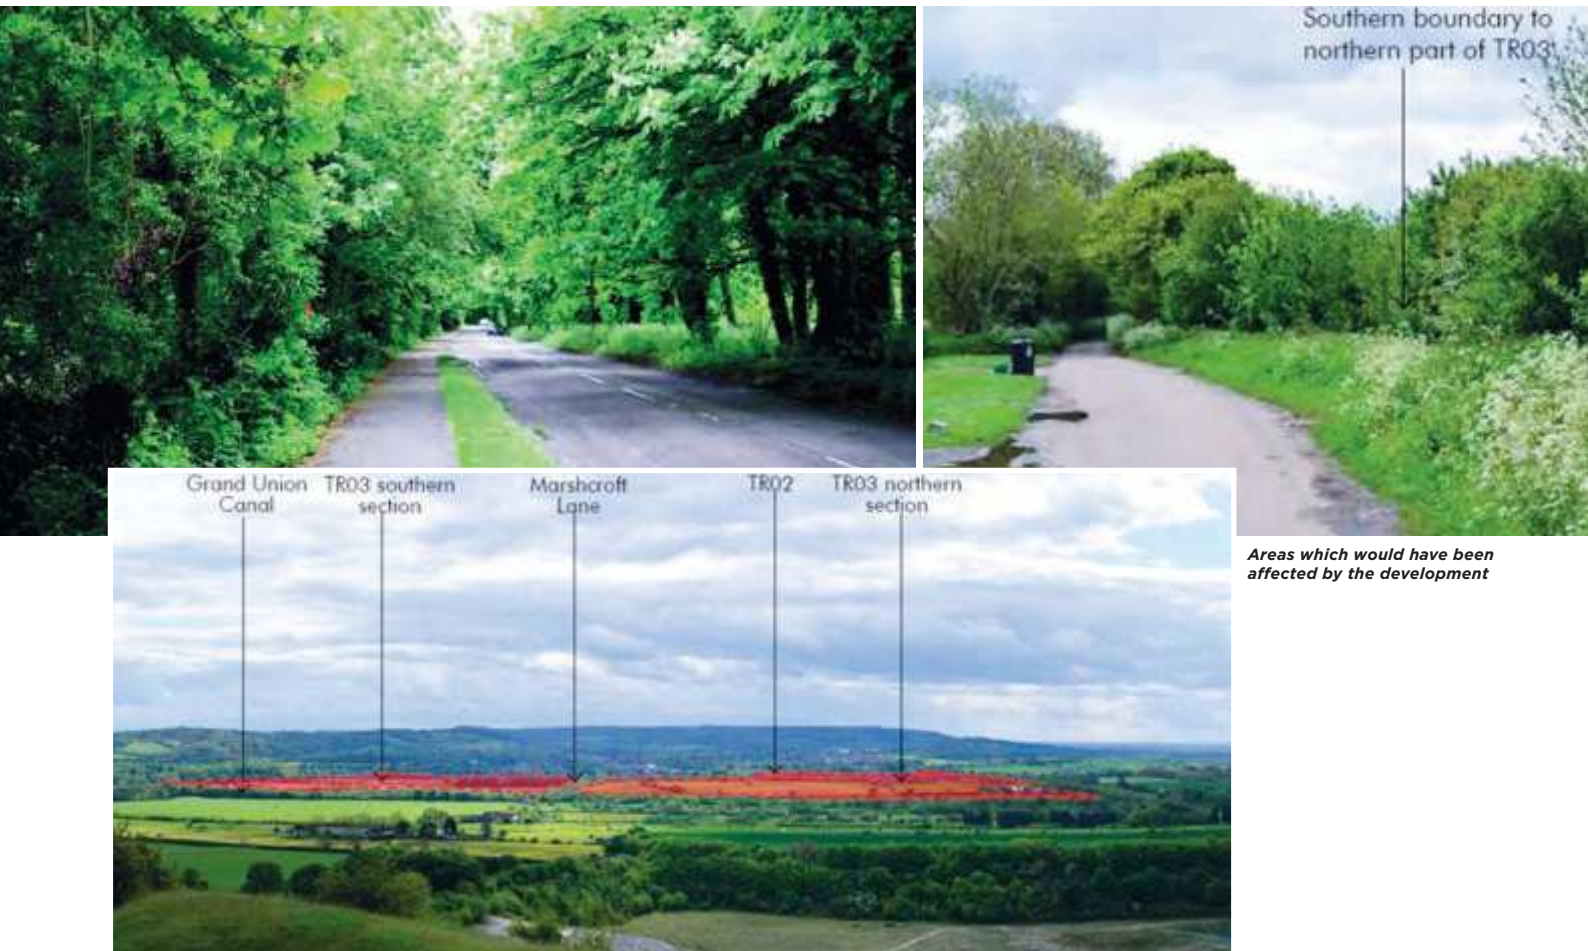 Southern boundary to
northern part of TR03
Grand Union
Canal
TR03 southern
section
Marshcroft
Lane
TR02
TR03 northern
section
Areas which would have been
affected by the development